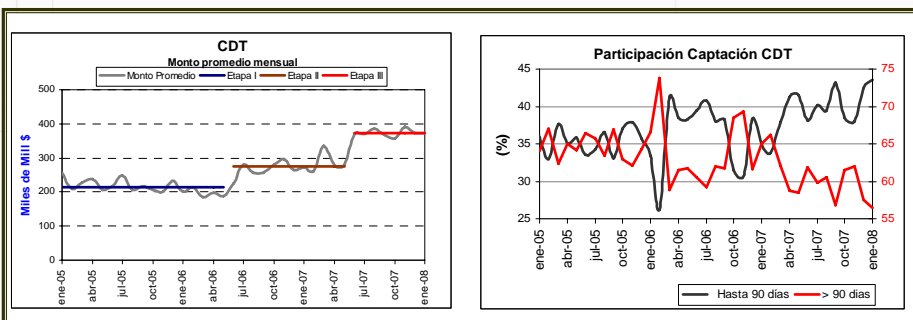 CDT
Monto promedio mensual
Monto Promedio Etapa I Etapa II Etapa III
500
400
300
200
100
0
Miles de Mill $
ene-05 abr-05 jul-05 oct-05 ene-06 abr-06 jul-06 oct-06 ene-07 abr-07 jul-07 oct-07 ene-08
Participación Captación CDT
45
40
35
30
25
(%)
75
70
65
60
55
ene-05 abr-05 jul-05 oct-05 ene-06 abr-06 jul-06 oct-06 ene-07 abr-07 jul-07 oct-07 ene-08
Hasta 90 días > 90 dias